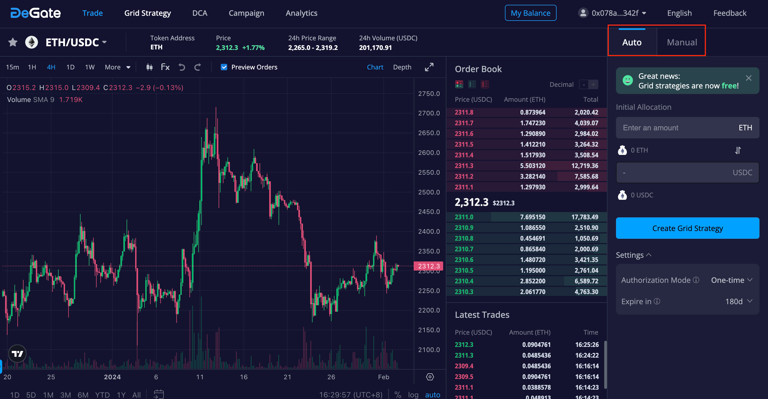 DeGate
Trade Grid Strategy DCA Campaign Analytics My Balance 0x078a...342f English Feedback
ETH/USDC
Token Address Price 24h Price Range 24h Volume (USDC)
ETH 2,312.3 +1.77% 2,265.0 - 2,319.2 201,170.91
Auto Manual
15m 1H 4H 1D 1W More Fx Preview Orders Chart Depth
O2315.2 H2315.0 L2309.4 C2312.3 −2.9 (−0.13%)
Volume SMA 9 1.719K
2750.0
2700.0
2650.0
2600.0
2550.0
2500.0
2450.0
2400.0
2350.0
2312.3
2300.0
2250.0
2200.0
2150.0
2100.0
20 25 2024 6 11 16 21 26 Feb
1D 5D 1M 3M 6M YTD 1Y All 16:29:57 (UTC+8) % log auto
Order Book
Decimal
Price (USDC) Amount (ETH) Total
2311.8 0.873964 2,020.42
2311.7 1.747230 4,039.07
2311.6 1.290890 2,984.02
2311.5 1.412210 3,264.32
2311.4 1.517930 3,508.54
2311.3 5.503120 12,719.36
2311.2 3.282140 7,585.68
2311.1 1.297930 2,999.64
2,312.3 $2312.3
2311.0 7.695150 17,783.49
2310.9 1.086550 2,510.90
2310.8 0.454691 1,050.69
2310.7 0.865840 2,000.69
2310.6 1.480720 3,421.35
2310.5 1.195000 2,761.04
2310.4 2.852200 6,589.72
2310.3 2.061770 4,763.30
Latest Trades
Price (USDC) Amount (ETH) Time
2312.3 0.0904761 16:25:26
2311.3 0.0485436 16:24:22
2309.4 0.0485436 16:16:14
2309.5 0.0904761 16:16:14
2311.1 0.0388578 16:14:23
2311.1 0.048913 16:14:23
Great news:
Grid strategies are now free!
Initial Allocation
Enter an amount ETH
0 ETH
- USDC
0 USDC
Create Grid Strategy
Settings
Authorization Mode One-time
Expire in 180d